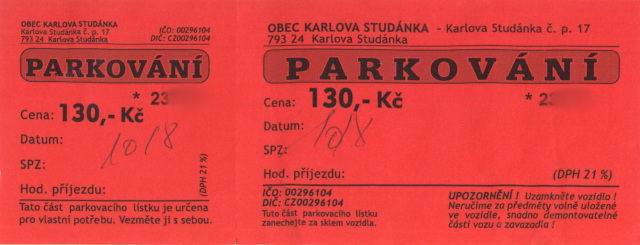 OBEC KARLOVA STUDÁNKA
Karlova Studánka č. p. 17
793 24 Karlova Studánka
IČO: 00296104
DIČ: CZ00296104
PARKOVÁNÍ
* 23
Cena: 130,- Kč
Datum: 10/8
SPZ:
Hod. příjezdu:
(DPH 21 %)
Tato část parkovacího lístku je určena
pro vlastní potřebu. Vezměte ji s sebou.
OBEC KARLOVA STUDÁNKA - Karlova Studánka č. p. 17
793 24 Karlova Studánka
PARKOVÁNÍ
Cena: 130,- Kč
* 2
Datum: 10/8
SPZ:
Hod. příjezdu:
(DPH 21 %)
IČO: 00296104
DIČ: CZ00296104
Tato část parkovacího lístku
zanechejte za sklem vozidla.
UPOZORNĚNÍ ! Uzamkněte vozidlo !
Neručíme za předměty volně uložené
ve vozidle, snadno demontovatelné
části vozu a zavazadla !